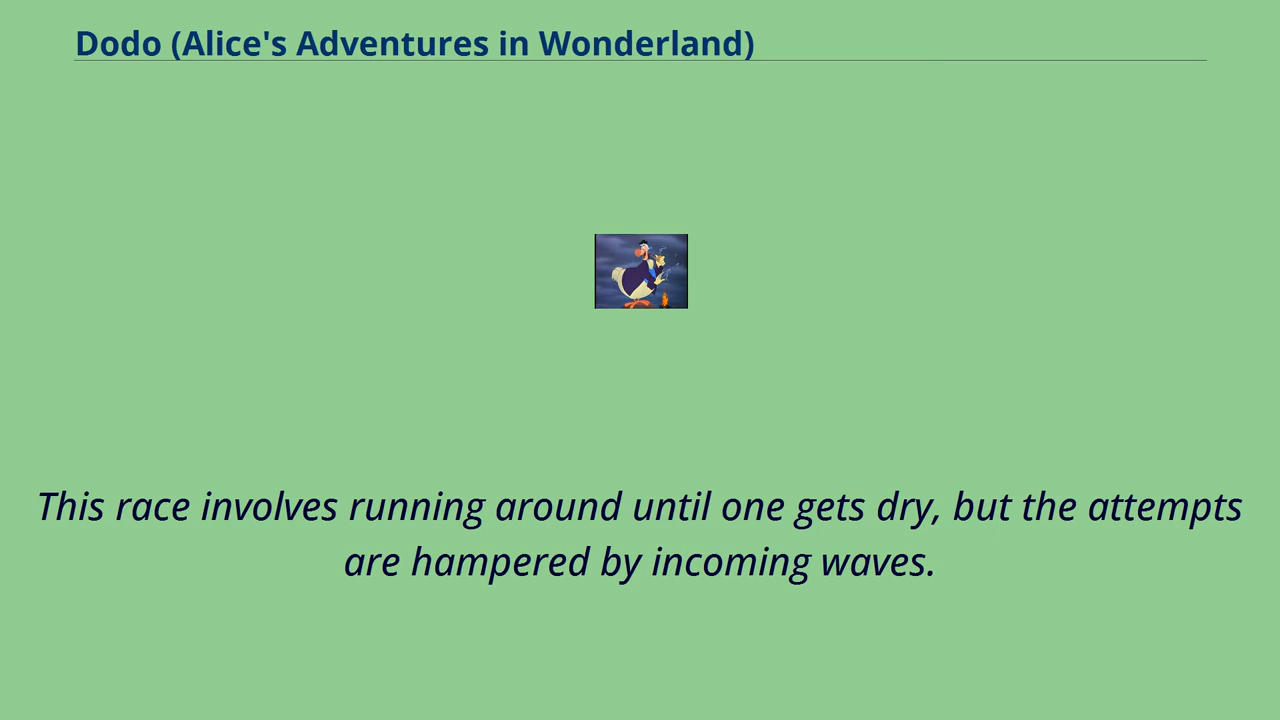 Dodo (Alice's Adventures in Wonderland)
This race involves running around until one gets dry, but the attempts
are hampered by incoming waves.